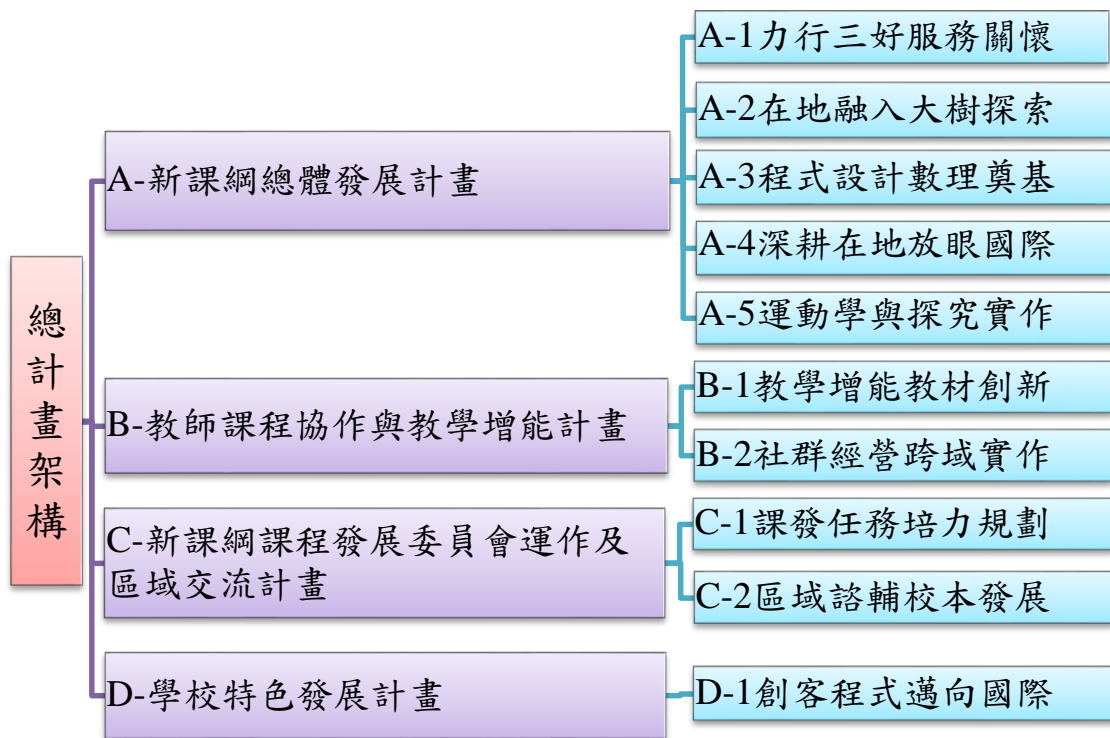 總計畫架構
A-新課綱總體發展計畫
A-1力行三好服務關懷
A-2在地融入大樹探索
A-3程式設計數理奠基
A-4深耕在地放眼國際
A-5運動學與探究實作
B-教師課程協作與教學增能計畫
B-1教學增能教材創新
B-2社群經營跨域實作
C-新課綱課程發展委員會運作及
區域交流計畫
C-1課發任務培力規劃
C-2區域諮輔校本發展
D-學校特色發展計畫
D-1創客程式邁向國際